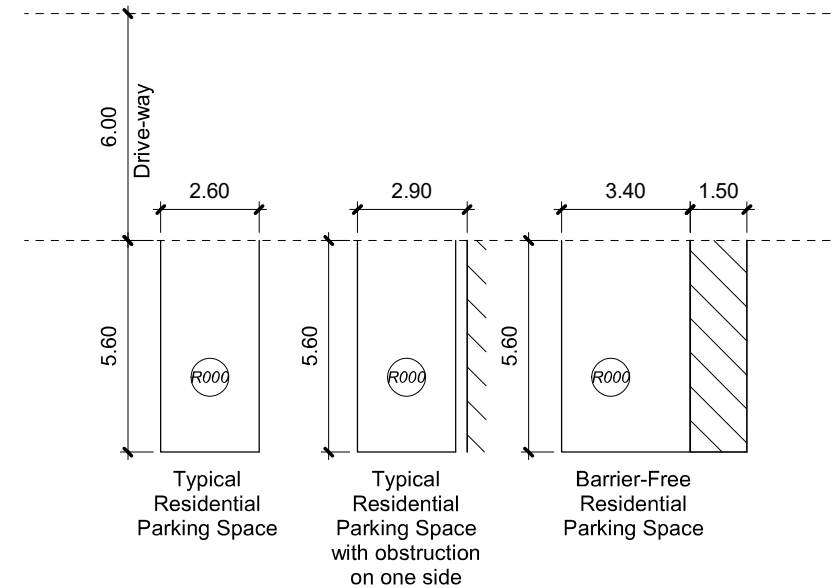 6.00
Drive-way
2.60
2.90
3.40
1.50
5.60
5.60
5.60
R000
R000
R000
Typical
Residential
Parking Space
Typical
Residential
Parking Space
with obstruction
on one side
Barrier-Free
Residential
Parking Space